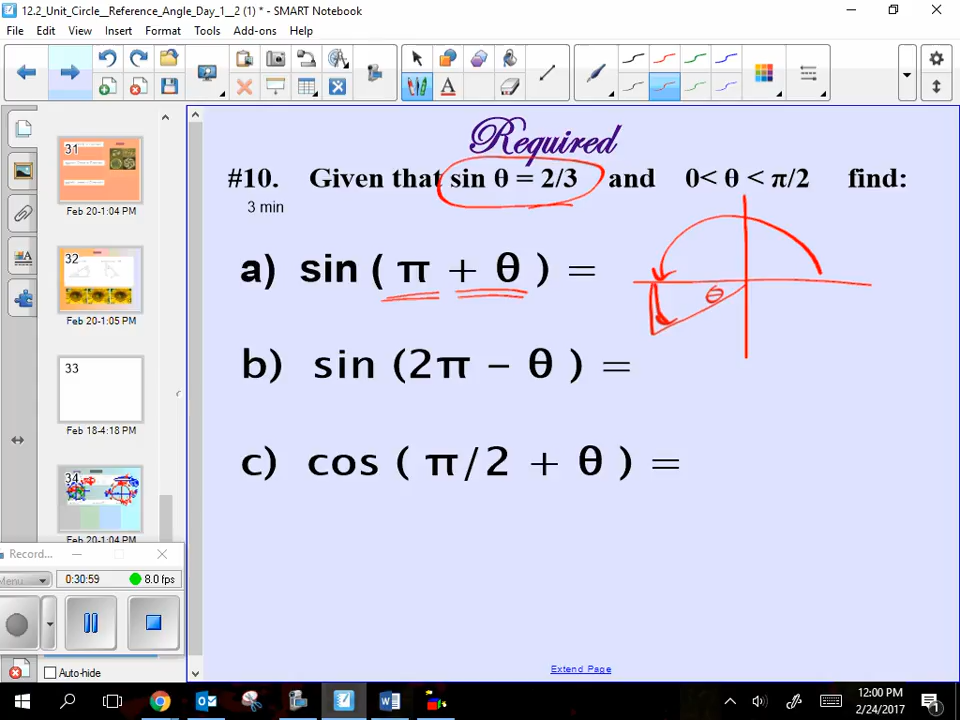 12.2_Unit_Circle__Reference_Angle_Day_1__2 (1) * - SMART Notebook
File Edit View Insert Format Tools Add-ons Help
31
Feb 20-1:04 PM
32
Feb 20-1:05 PM
33
Feb 18-4:18 PM
34
Feb 20-1:04 PM
Required
#10. Given that sin θ = 2/3 and 0< θ < π/2 find:
3 min
a) sin ( π + θ ) =
θ
b) sin (2π − θ ) =
c) cos ( π/2 + θ ) =
Extend Page
Record...
Menu
0:30:59 8.0 fps
Auto-hide
12:00 PM
2/24/2017
1